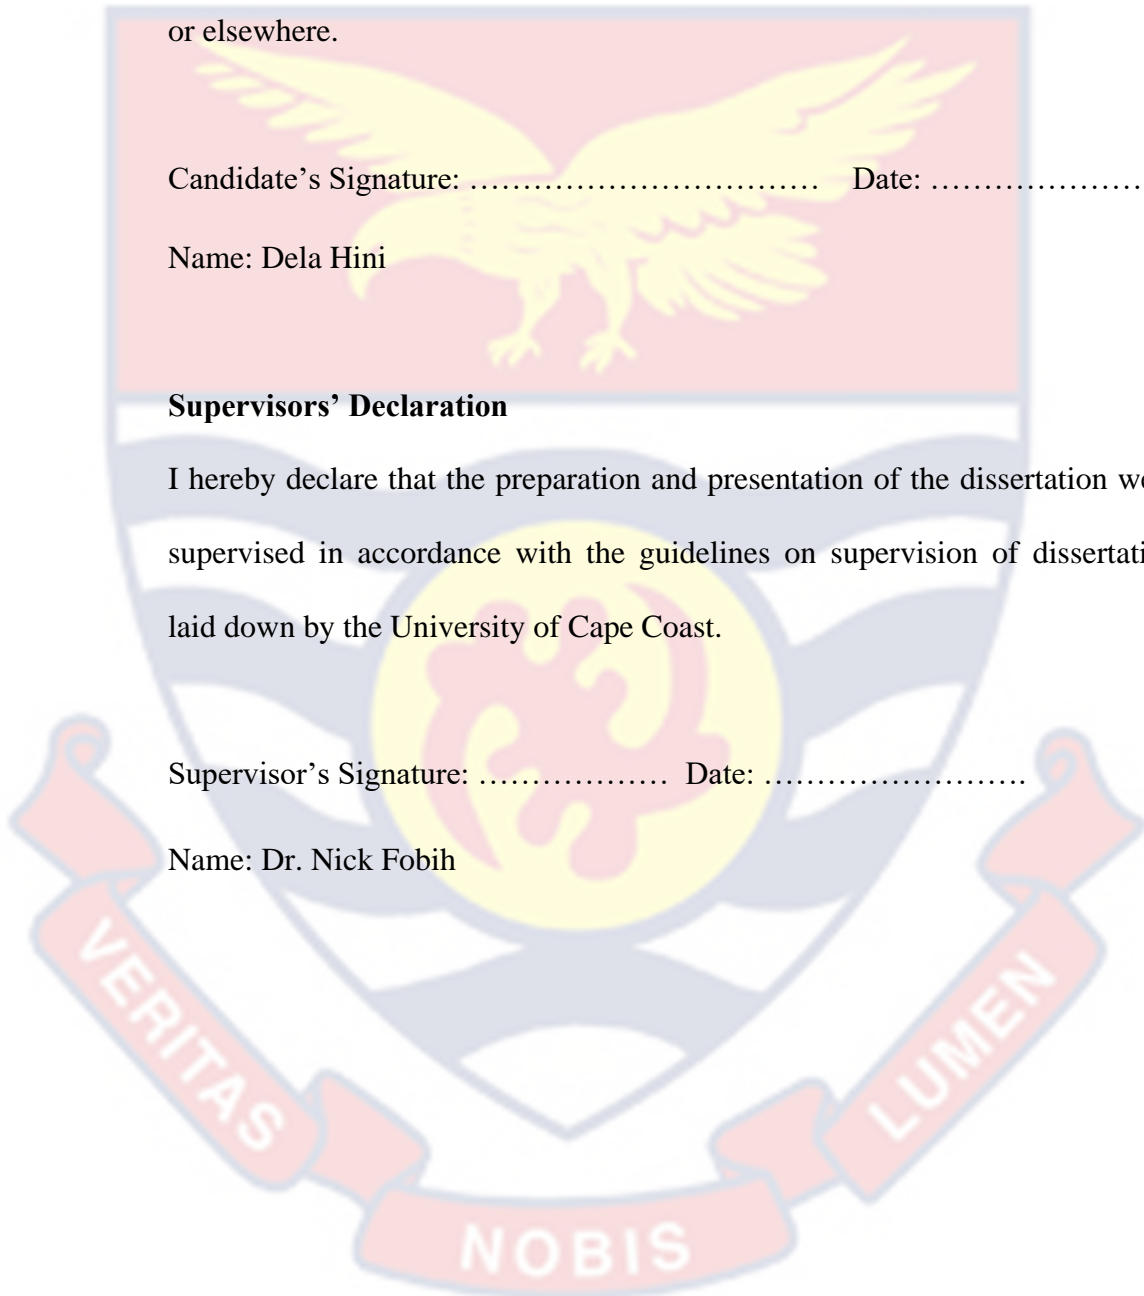 or elsewhere.
Candidate's Signature: …………………………… Date: …………………
Name: Dela Hini
Supervisors' Declaration
I hereby declare that the preparation and presentation of the dissertation we
supervised in accordance with the guidelines on supervision of dissertati
laid down by the University of Cape Coast.
Supervisor's Signature: ……………… Date: …………………….
Name: Dr. Nick Fobih
VERITAS
NOBIS
LUMEN